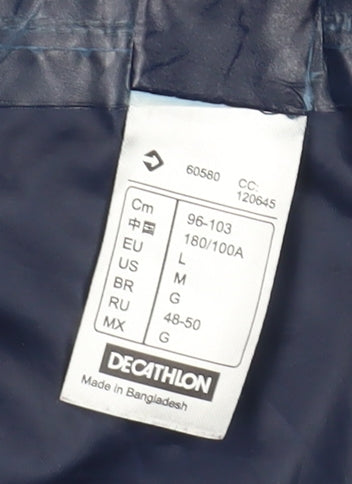 60580 CC: 120645
Cm 96-103
中国 180/100A
EU L
US M
BR G
RU 48-50
MX G
DECATHLON
Made in Bangladesh